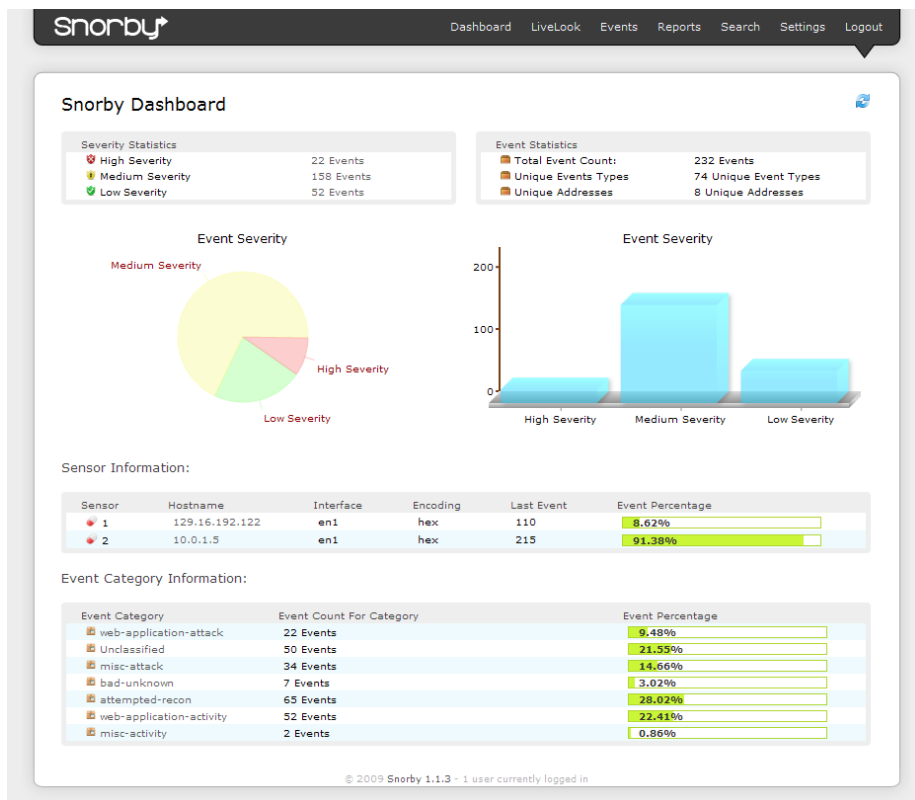 Snorby
Dashboard LiveLook Events Reports Search Settings Logout
Snorby Dashboard
Severity Statistics
High Severity 22 Events
Medium Severity 158 Events
Low Severity 52 Events
Event Statistics
Total Event Count: 232 Events
Unique Events Types 74 Unique Event Types
Unique Addresses 8 Unique Addresses
Event Severity
Medium Severity
High Severity
Low Severity
Event Severity
200
100
0
High Severity Medium Severity Low Severity
Sensor Information:
Sensor Hostname Interface Encoding Last Event Event Percentage
1 129.16.192.122 en1 hex 110 8.62%
2 10.0.1.5 en1 hex 215 91.38%
Event Category Information:
Event Category Event Count For Category Event Percentage
web-application-attack 22 Events 9.48%
Unclassified 50 Events 21.55%
misc-attack 34 Events 14.66%
bad-unknown 7 Events 3.02%
attempted-recon 65 Events 28.02%
web-application-activity 52 Events 22.41%
misc-activity 2 Events 0.86%
© 2009 Snorby 1.1.3 - 1 user currently logged in